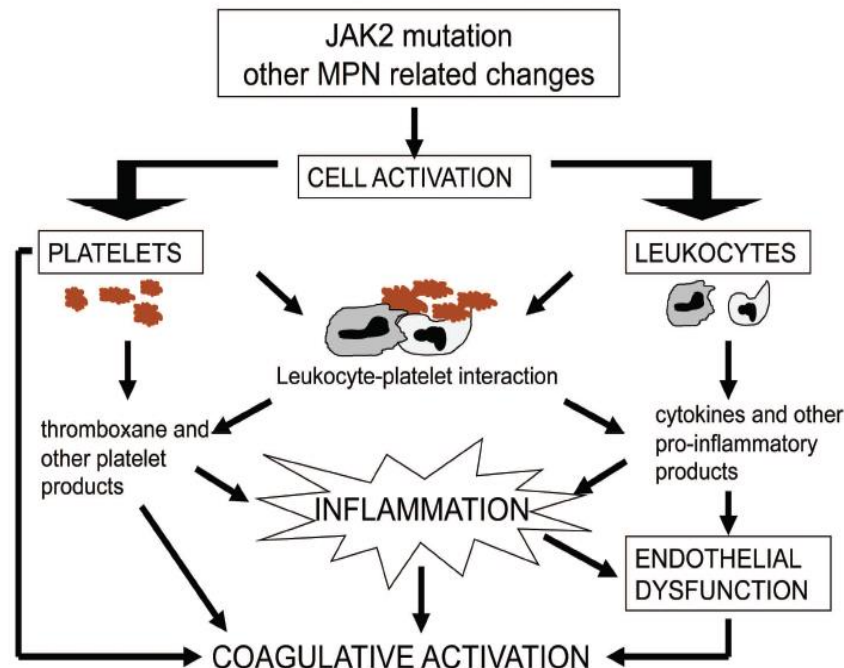 JAK2 mutation
other MPN related changes
CELL ACTIVATION
PLATELETS
LEUKOCYTES
Leukocyte-platelet interaction
thromboxane and
other platelet
products
cytokines and other
pro-inflammatory
products
INFLAMMATION
ENDOTHELIAL
DYSFUNCTION
COAGULATIVE ACTIVATION